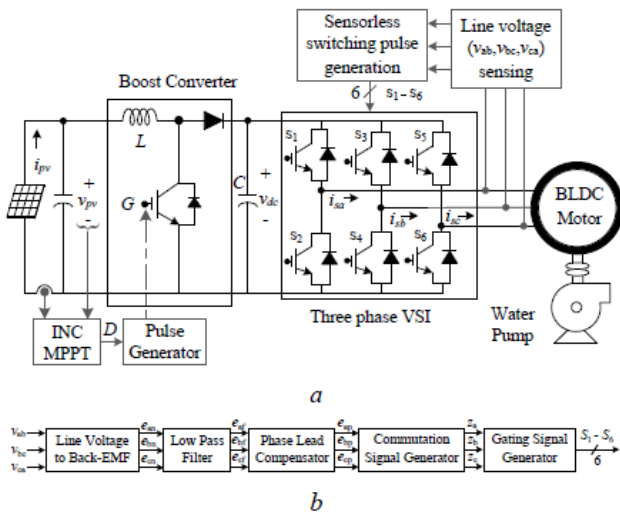 Sensorless
switching pulse
generation
Line voltage
(vab,vbc,vca)
sensing
Boost Converter
6
s1-s6
L
ipv
+
vpv
-
G
C
+
vdc
-
s1
s3
s5
isa
isb
isc
s2
s4
s6
BLDC
Motor
Three phase VSI
Water
Pump
INC
MPPT
D
Pulse
Generator
a
vab
vbc
vca
Line Voltage
to Back-EMF
ean
ebn
ecn
Low Pass
Filter
eaf
ebf
ecf
Phase Lead
Compensator
eap
ebp
ecp
Commutation
Signal Generator
za
zb
zc
Gating Signal
Generator
S1 - S6
6
b